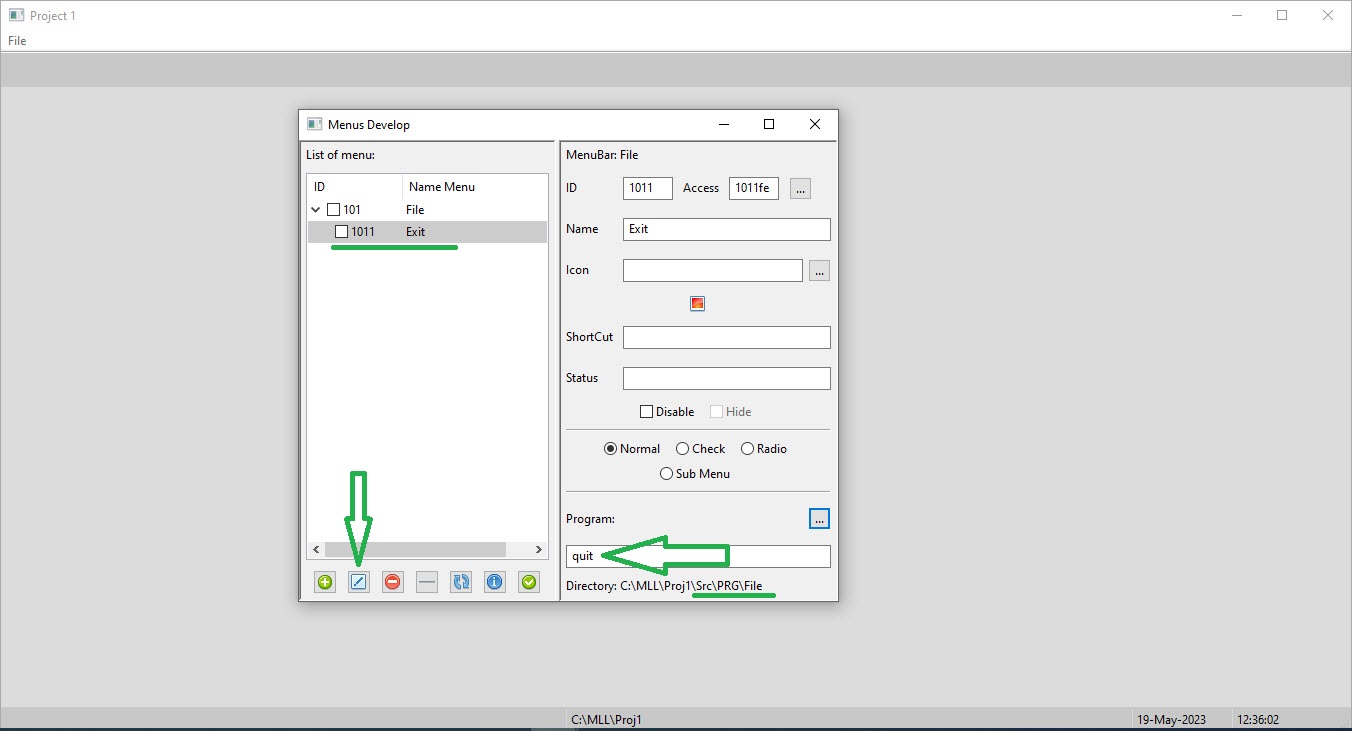 Project 1
File
Menus Develop
List of menu:
ID Name Menu
101 File
1011 Exit
MenuBar: File
ID 1011 Access 1011fe ...
Name Exit
Icon ...
ShortCut
Status
Disable Hide
Normal Check Radio
Sub Menu
Program: ...
quit
Directory: C:\MLL\Proj1\Src\PRG\File
C:\MLL\Proj1 19-May-2023 12:36:02